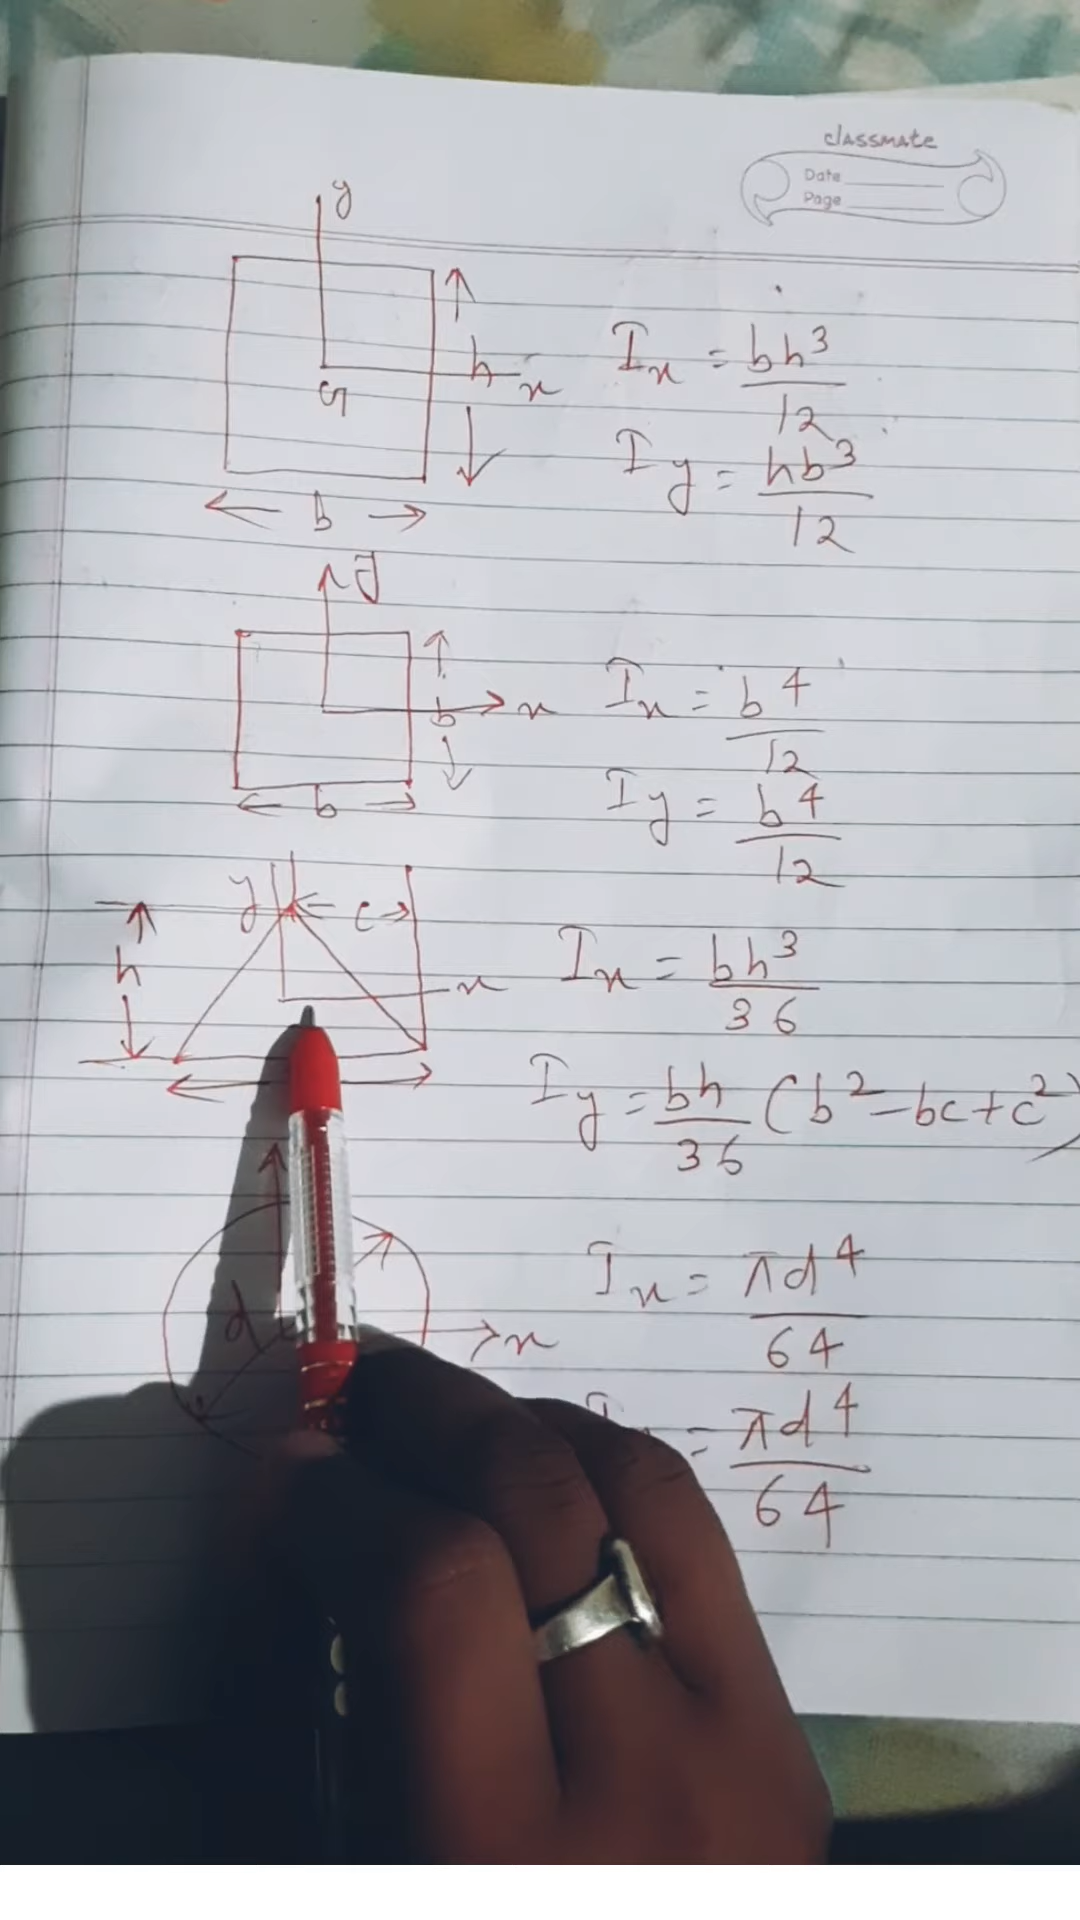 classmate
Date
Page
y
h
x
G
b
Ix = bh³/12
Iy = hb³/12
y
b
x
b
Ix = b⁴/12
Iy = b⁴/12
y
c
h
x
Ix = bh³/36
Iy = bh/36 (b² - bc + c²)
d
x
Ix = πd⁴/64
= πd⁴/64